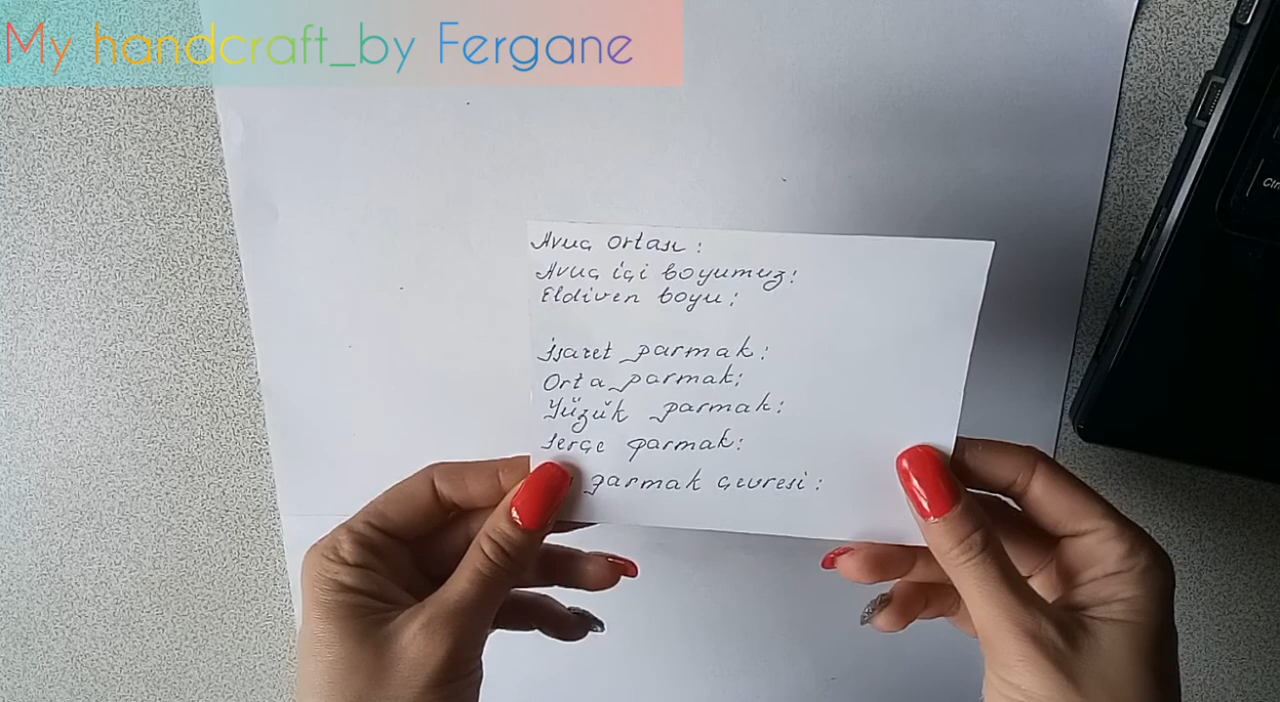 My handcraft_by Fergane
Avuç ortası:
Avuç içi boyumuz:
Eldiven boyu:
İşaret parmak:
Orta parmak:
Yüzük parmak:
Serçe parmak:
parmak çevresi: